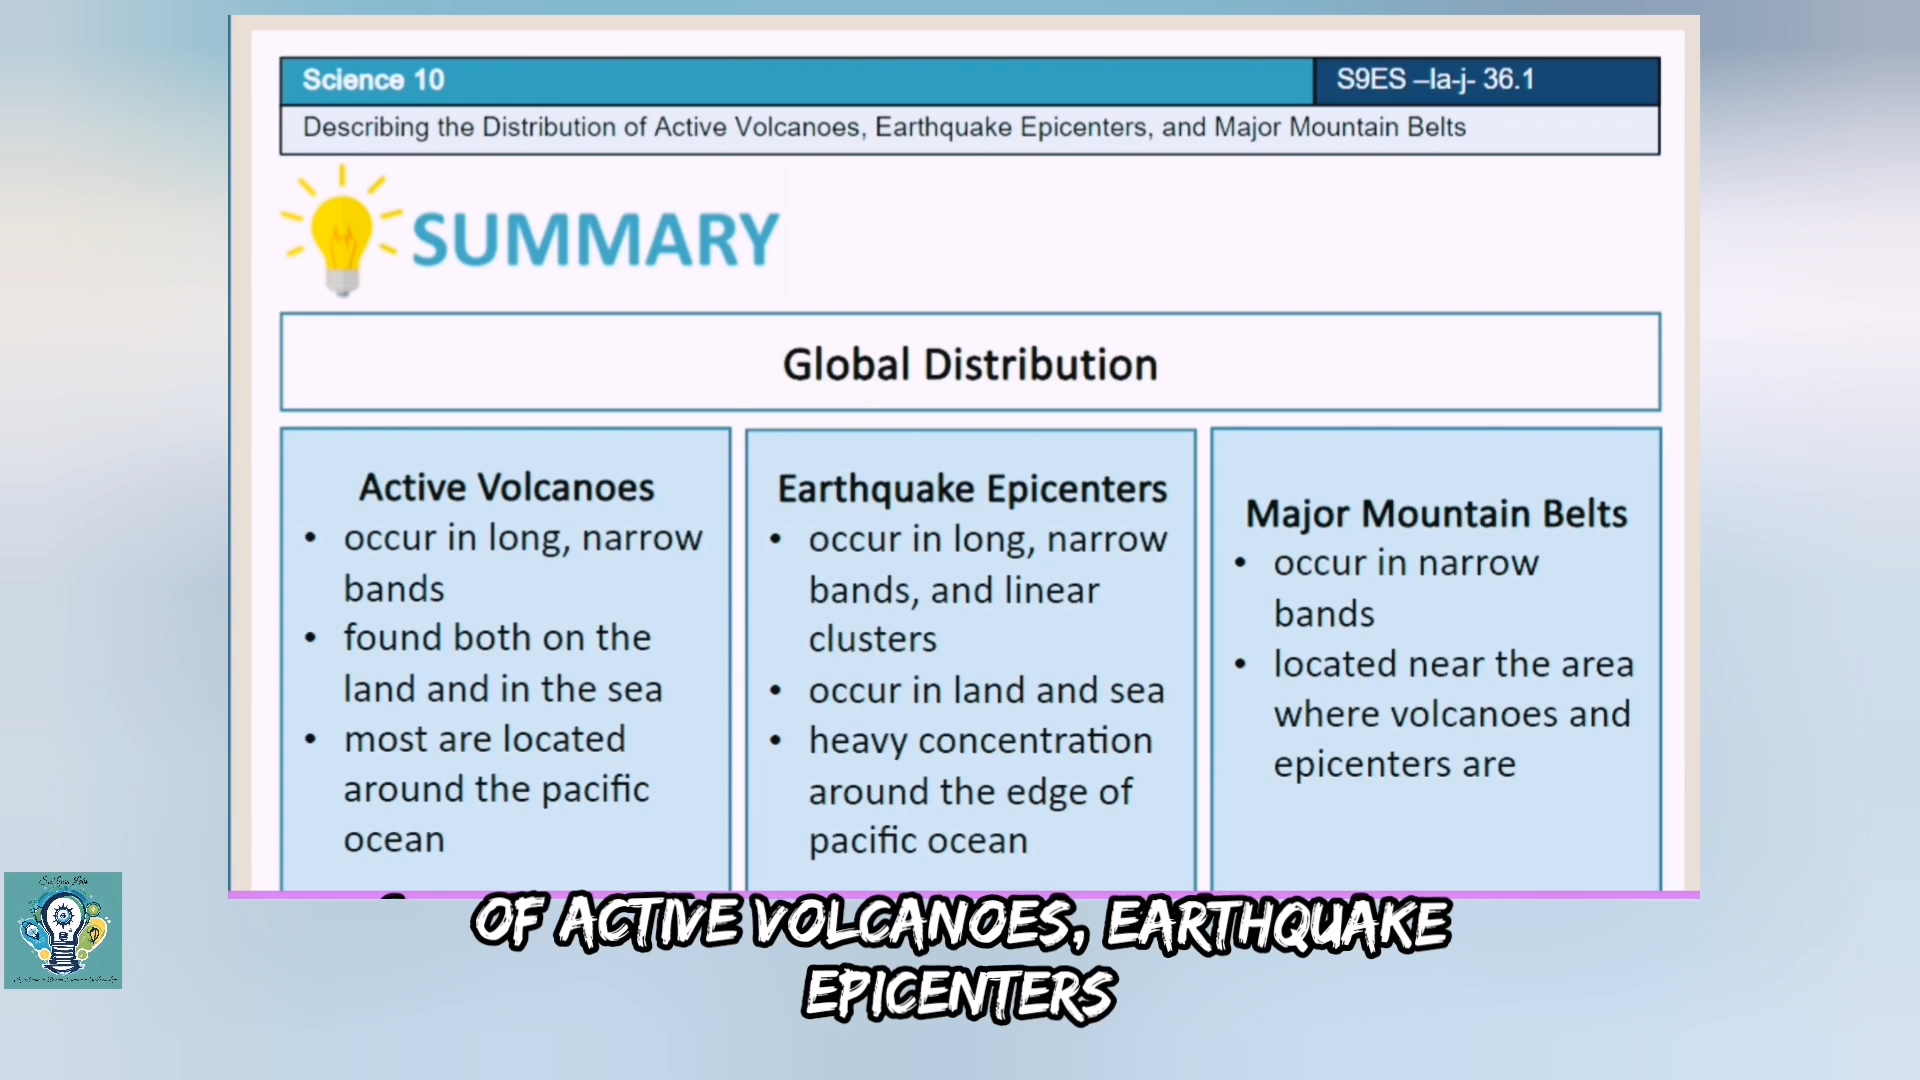 Science 10
S9ES –Ia-j- 36.1
Describing the Distribution of Active Volcanoes, Earthquake Epicenters, and Major Mountain Belts
SUMMARY
Global Distribution
Active Volcanoes
• occur in long, narrow
bands
• found both on the
land and in the sea
• most are located
around the pacific
ocean
Earthquake Epicenters
• occur in long, narrow
bands, and linear
clusters
• occur in land and sea
• heavy concentration
around the edge of
pacific ocean
Major Mountain Belts
• occur in narrow
bands
• located near the area
where volcanoes and
epicenters are
OF ACTIVE VOLCANOES, EARTHQUAKE
EPICENTERS